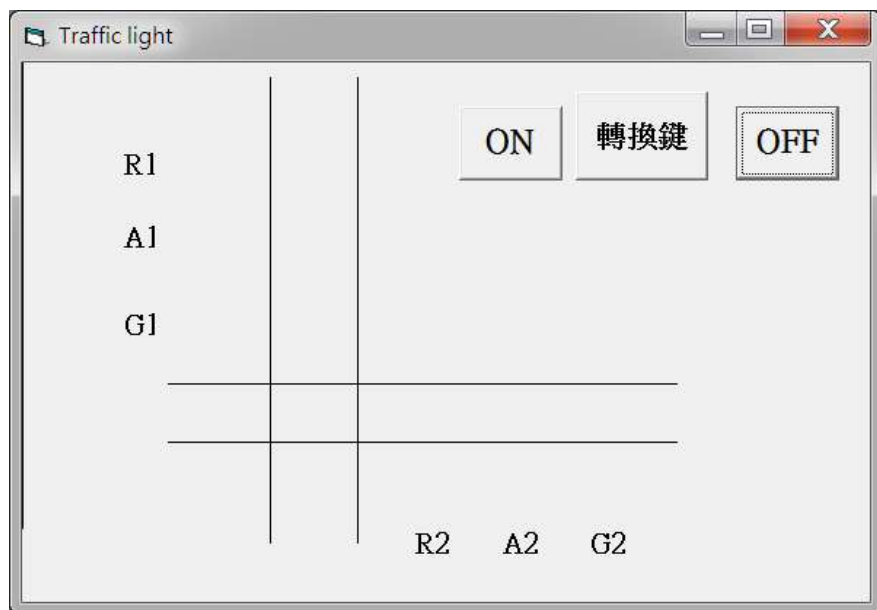 Traffic light
ON 轉換鍵 OFF
R1
A1
G1
R2 A2 G2